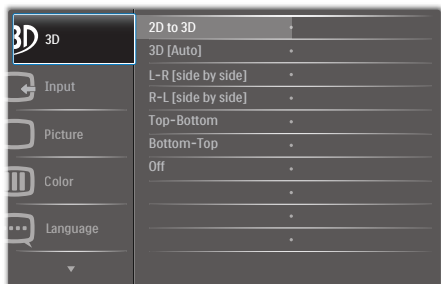 3D
3D
Input
Picture
Color
Language
2D to 3D
3D [Auto]
L-R [side by side]
R-L [side by side]
Top-Bottom
Bottom-Top
Off